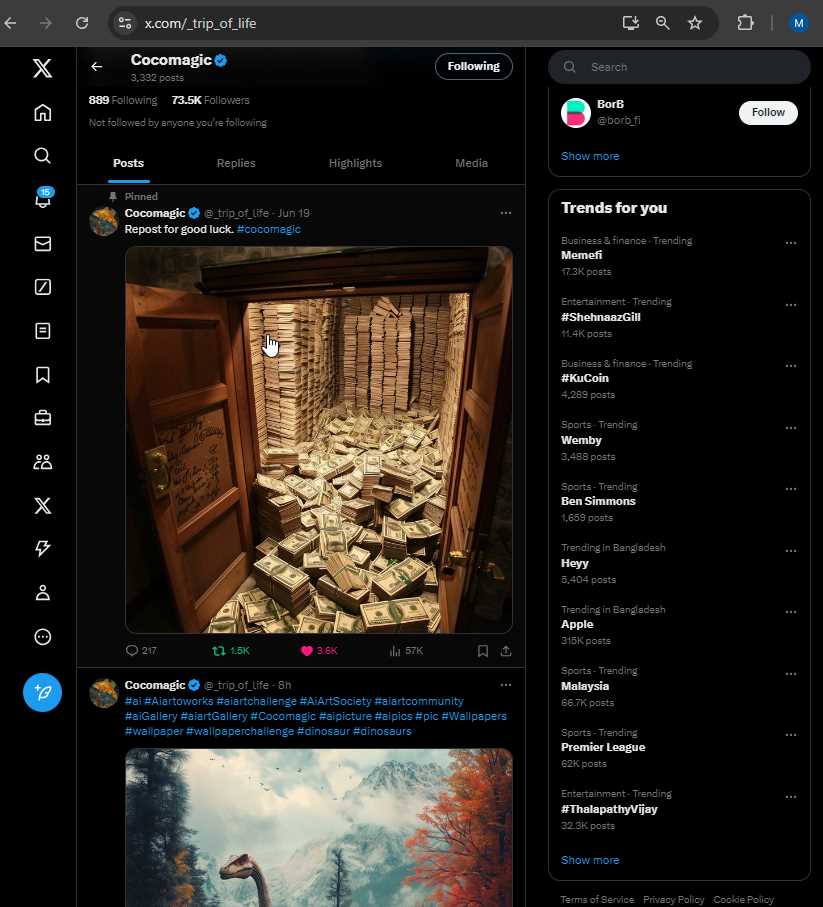 x.com/_trip_of_life
M
Cocomagic
3,332 posts
Following
889 Following 73.5K Followers
Not followed by anyone you're following
Posts Replies Highlights Media
Pinned
Cocomagic @_trip_of_life · Jun 19
Repost for good luck. #cocomagic
217 1.5K 3.6K 57K
Cocomagic @_trip_of_life · 8h
#ai #Aiartoworks #aiartchallenge #AiArtSociety #aiartcommunity
#aiGallery #aiartGallery #Cocomagic #aipicture #aipics #pic #Wallpapers
#wallpaper #wallpaperchallenge #dinosaur #dinosaurs
15
Search
BorB
@borb_fi
Follow
Show more
Trends for you
Business & finance · Trending
Memefi
17.3K posts
Entertainment · Trending
#ShehnaazGill
11.4K posts
Business & finance · Trending
#KuCoin
4,289 posts
Sports · Trending
Wemby
3,488 posts
Sports · Trending
Ben Simmons
1,659 posts
Trending in Bangladesh
Heyy
5,404 posts
Trending in Bangladesh
Apple
315K posts
Sports · Trending
Malaysia
66.7K posts
Sports · Trending
Premier League
62K posts
Entertainment · Trending
#ThalapathyVijay
32.3K posts
Show more
Terms of Service Privacy Policy Cookie Policy